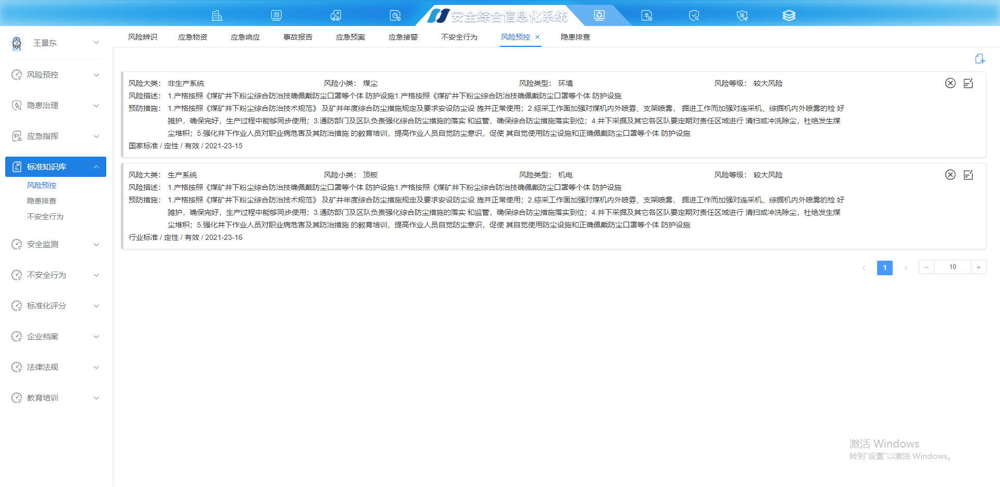 安全综合信息化系统
王景东
风险辨识 应急物资 应急响应 事故报告 应急预案 应急接警 不安全行为 风险预控 × 隐患排查
风险预控
隐患治理
应急指挥
标准知识库
风险预控
隐患排查
不安全行为
安全监测
不安全行为
标准化评分
企业档案
法律法规
教育培训
风险大类： 非生产系统 风险小类： 煤尘 风险类型： 环境 风险等级： 较大风险
风险描述： 1.产格按照《煤矿井下粉尘综合防治技确佩戴防尘口罩等个体 防护设施1.产格按照《煤矿井下粉尘综合防治技确佩戴防尘口罩等个体 防护设施
预防措施： 1.产格按照《煤矿井下粉尘综合防治技术规范》 及矿井年度综合防尘措施规定及要求安设防尘设 旌并正常使用；2.綜采工作面加强对煤机内外喷雾、支架喷雾， 掘进工作而加强对连采机、综掘机内外喷雾的检 好
雑护，确保完好，生产过程中能够同步使用；3.通防部门及区队负责强化综合防尘措施的落实 和监管，确保综合防尘措施落实到位；4.井下采掘及其它各区队要定期对责任区域进行 清扫或冲洗除尘，杜绝发生煤
尘堆积；5.强化井下作业人员对职业病危害及其防治措施 的敎育培训，提高作业人员自觉防尘意识，促使 其自觉使用防尘设施和正确佩戴防尘口罩等个体 防护设施
国家标准 / 定性 / 有效 / 2021-23-15
风险大类： 生产系统 风险小类： 顶板 风险类型： 机电 风险等级： 较大风险
风险描述： 1.产格按照《煤矿井下粉尘综合防治技确佩戴防尘口罩等个体 防护设施1.产格按照《煤矿井下粉尘综合防治技确佩戴防尘口罩等个体 防护设施
预防措施： 1.产格按照《煤矿井下粉尘综合防治技术规范》 及矿井年度综合防尘措施规定及要求安设防尘设 旌并正常使用；2.綜采工作面加强对煤机内外喷雾、支架喷雾， 掘进工作而加强对连采机、综掘机内外喷雾的检 好
雑护，确保完好，生产过程中能够同步使用；3.通防部门及区队负责强化综合防尘措施的落实 和监管，确保综合防尘措施落实到位；4.井下采掘及其它各区队要定期对责任区域进行 清扫或冲洗除尘，杜绝发生煤
尘堆积；5.强化井下作业人员对职业病危害及其防治措施 的敎育培训，提高作业人员自觉防尘意识，促使 其自觉使用防尘设施和正确佩戴防尘口罩等个体 防护设施
行业标准 / 定性 / 有效 / 2021-23-16
< 1 > − 10 +
激活 Windows
转到“设置”以激活 Windows。